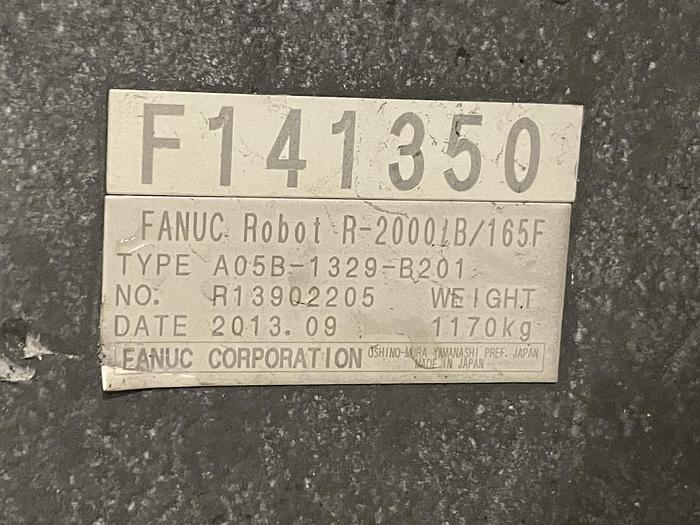 F141350
FANUC Robot R-2000iB/165F
TYPE A05B-1329-B201
NO. R13902205 WEIGHT
DATE 2013.09 1170kg
FANUC CORPORATION OSHINO-MURA YAMANASHI PREF. JAPAN
MADE IN JAPAN